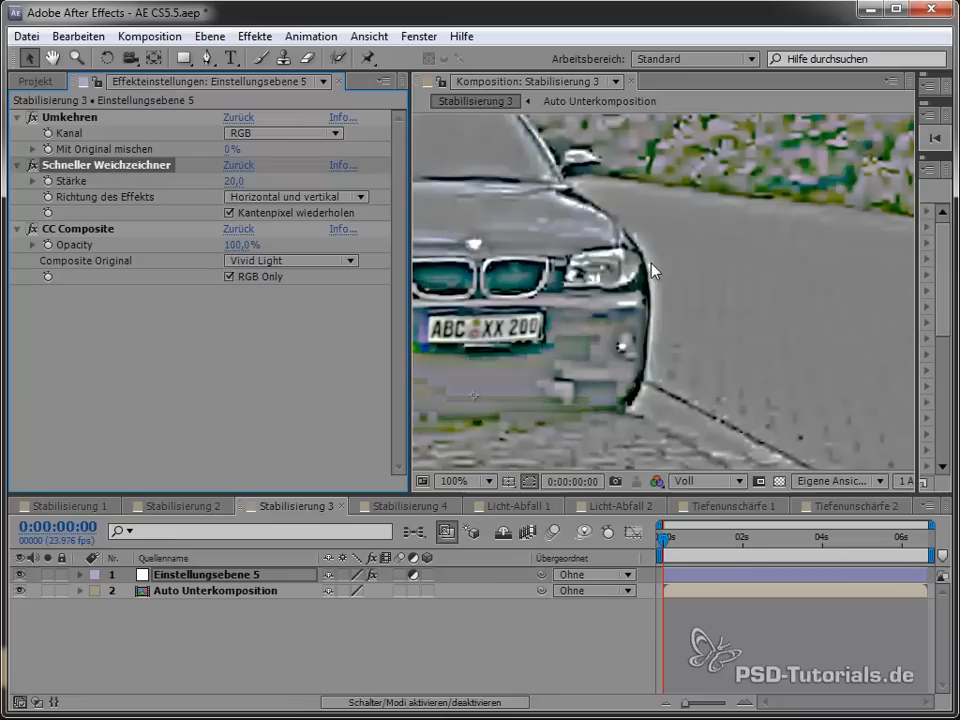 Adobe After Effects - AE CS5.5.aep *
Datei Bearbeiten Komposition Ebene Effekte Animation Ansicht Fenster Hilfe
Arbeitsbereich: Standard Hilfe durchsuchen
Projekt Effekteinstellungen: Einstellungsebene 5 Komposition: Stabilisierung 3
Stabilisierung 3 • Einstellungsebene 5 Stabilisierung 3 Auto Unterkomposition
Umkehren Zurück Info...
Kanal RGB
Mit Original mischen 0%
Schneller Weichzeichner Zurück Info...
Stärke 20,0
Richtung des Effekts Horizontal und vertikal
Kantenpixel wiederholen
CC Composite Zurück Info...
Opacity 100,0%
Composite Original Vivid Light
RGB Only
ABC XX 200
100% 0:00:00:00 Voll Eigene Ansic... 1 A
Stabilisierung 1 Stabilisierung 2 Stabilisierung 3 Stabilisierung 4 Licht-Abfall 1 Licht-Abfall 2 Tiefenunschärfe 1 Tiefenunschärfe 2
0:00:00:00
00000 (23.976 fps)
02s 04s 06s
Nr. Quellenname Übergeordnet
1 Einstellungsebene 5 Ohne
2 Auto Unterkomposition Ohne
PSD-Tutorials.de
Schalter/Modi aktivieren/deaktivieren